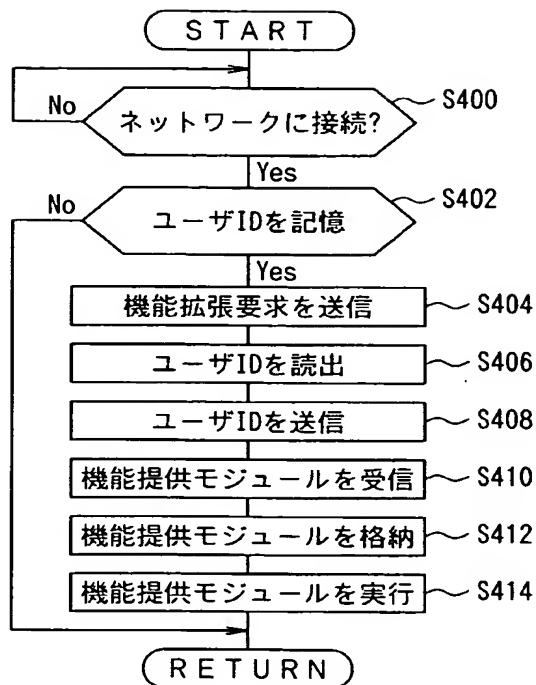 START
No
ネットワークに接続?
S400
Yes
No
ユーザIDを記憶
S402
Yes
機能拡張要求を送信
S404
ユーザIDを読出
S406
ユーザIDを送信
S408
機能提供モジュールを受信
S410
機能提供モジュールを格納
S412
機能提供モジュールを実行
S414
RETURN